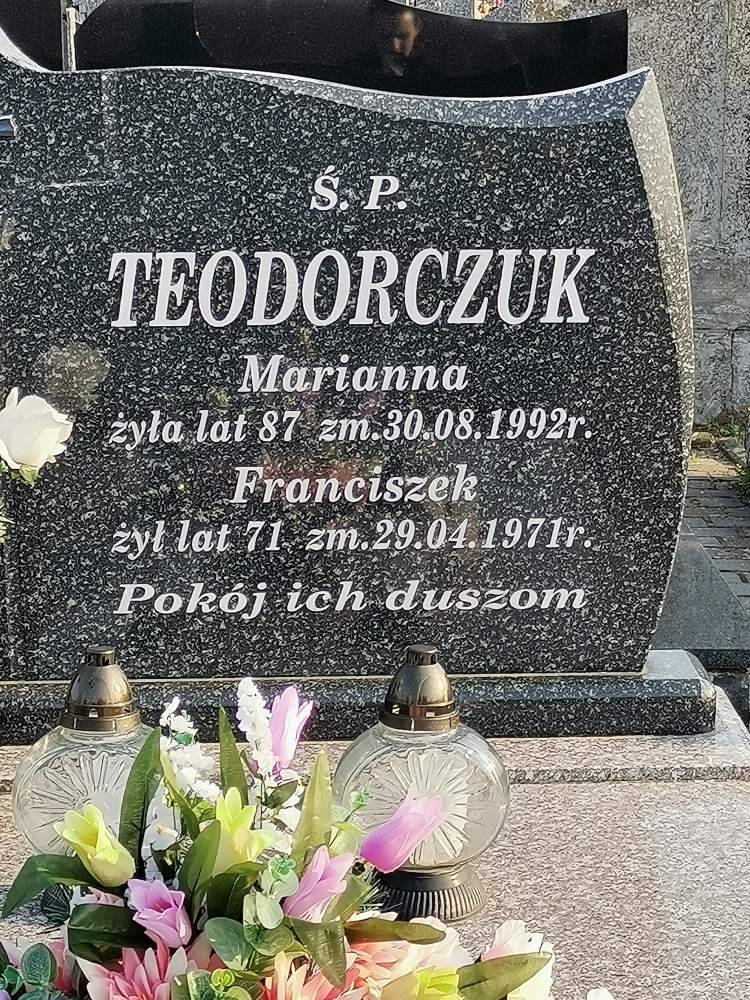 Ś. P.
TEODORCZUK
Marianna
żyła lat 87 zm.30.08.1992r.
Franciszek
żył lat 71 zm.29.04.1971r.
Pokój ich duszom